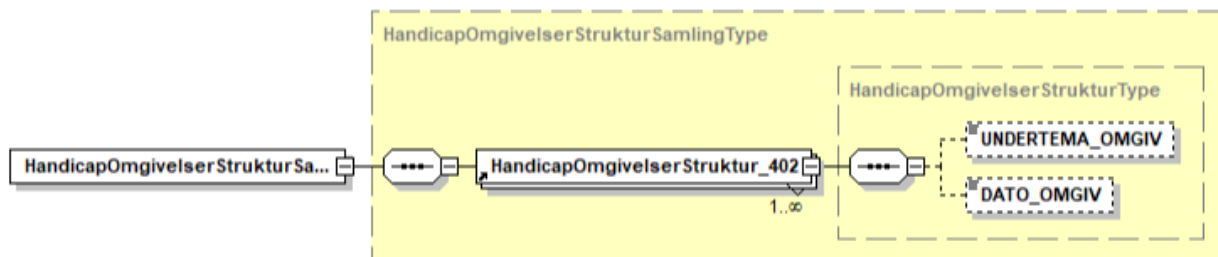 HandicapOmgivelserStrukturSamlingType
HandicapOmgivelserStrukturType
UNDERTEMA_OMGIV
HandicapOmgivelserStrukturSa...
HandicapOmgivelserStruktur_402
DATO_OMGIV
1..∞